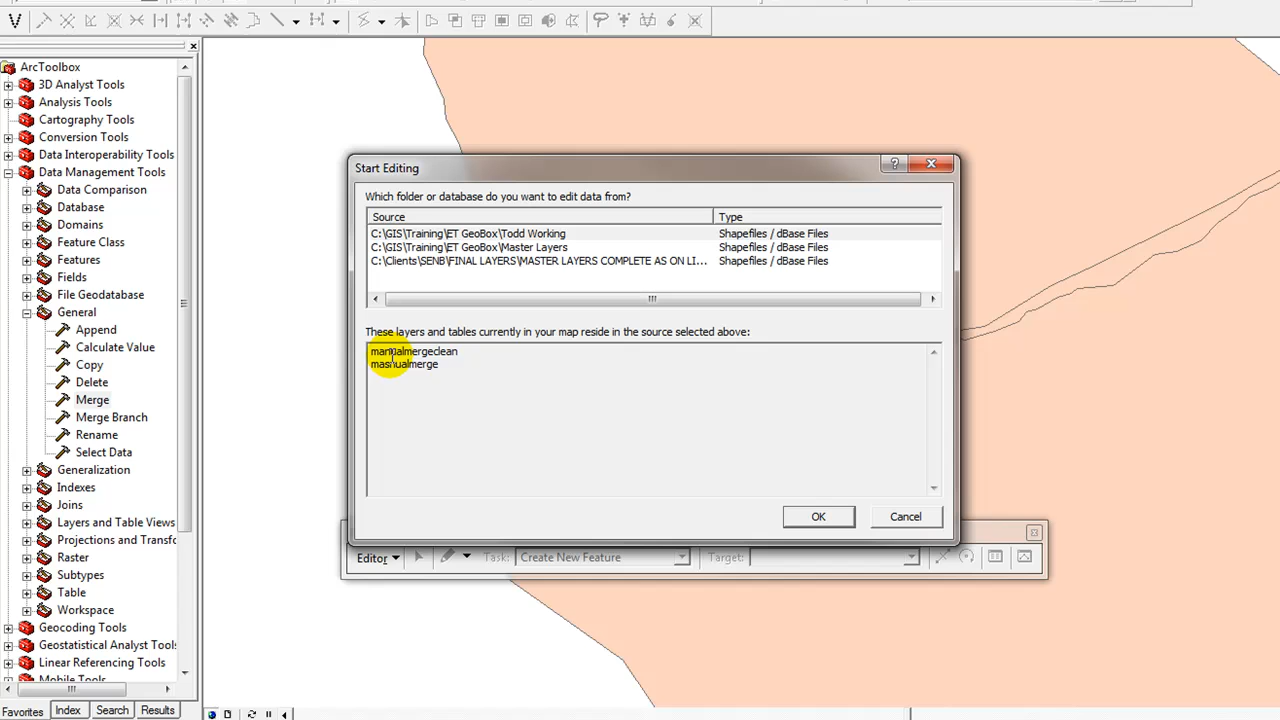 ArcToolbox
3D Analyst Tools
Analysis Tools
Cartography Tools
Conversion Tools
Data Interoperability Tools
Data Management Tools
Data Comparison
Database
Domains
Feature Class
Features
Fields
File Geodatabase
General
Append
Calculate Value
Copy
Delete
Merge
Merge Branch
Rename
Select Data
Generalization
Indexes
Joins
Layers and Table Views
Projections and Transfo
Raster
Subtypes
Table
Workspace
Geocoding Tools
Geostatistical Analyst Tools
Linear Referencing Tools
Mobile Tools
Favorites Index Search Results
Start Editing
Which folder or database do you want to edit data from?
Source Type
C:\GIS\Training\ET GeoBox\Todd Working Shapefiles / dBase Files
C:\GIS\Training\ET GeoBox\Master Layers Shapefiles / dBase Files
C:\Clients\SENB\FINAL LAYERS\MASTER LAYERS COMPLETE AS ON LI... Shapefiles / dBase Files
These layers and tables currently in your map reside in the source selected above:
manualmergeclean
masnualmerge
OK Cancel
Editor Task: Create New Feature Target: